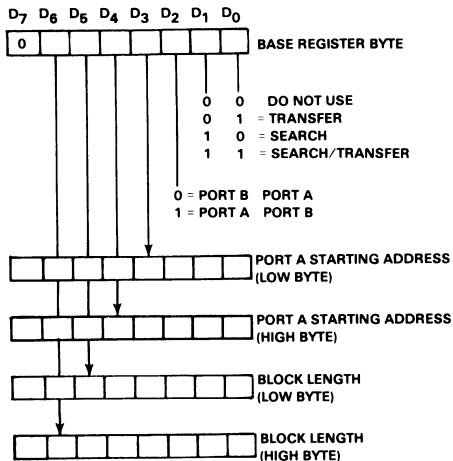 D7 D6 D5 D4 D3 D2 D1 D0
0 BASE REGISTER BYTE
0 0 DO NOT USE
0 1 = TRANSFER
1 0 = SEARCH
1 1 = SEARCH/TRANSFER
0 = PORT B PORT A
1 = PORT A PORT B
PORT A STARTING ADDRESS
(LOW BYTE)
PORT A STARTING ADDRESS
(HIGH BYTE)
BLOCK LENGTH
(LOW BYTE)
BLOCK LENGTH
(HIGH BYTE)